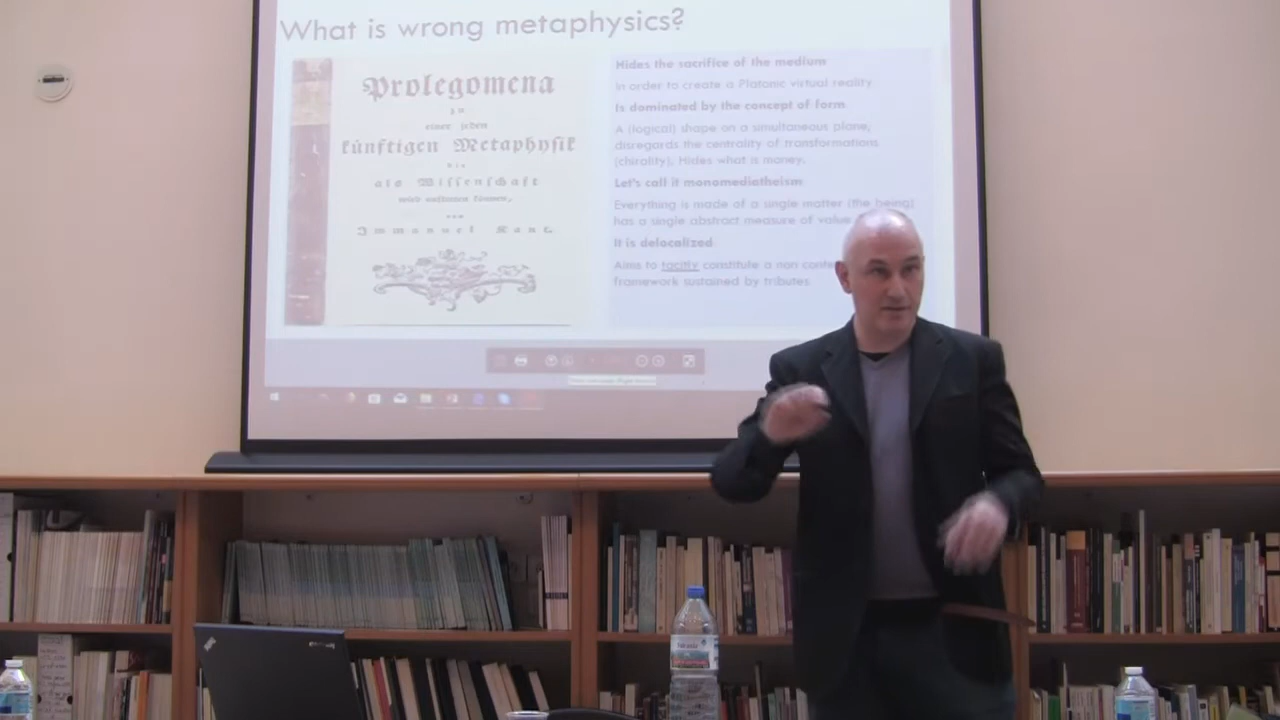 What is wrong metaphysics?
Prolegomena
zu
einer jeden
künftigen Metaphysik
die
als Wissenschaft
wird auftreten können,
von
Immanuel Kant.
Hides the sacrifice of the medium
In order to create a Platonic virtual reality
Is dominated by the concept of form
A (logical) shape on a simultaneous plane,
disregards the centrality of transformations
(chirality). Hides what is money.
Let's call it monomediatheism
Everything is made of a single matter (the being)
has a single abstract measure of value
It is delocalized
Aims to tacitly constitute a non
framework sustained by tributes